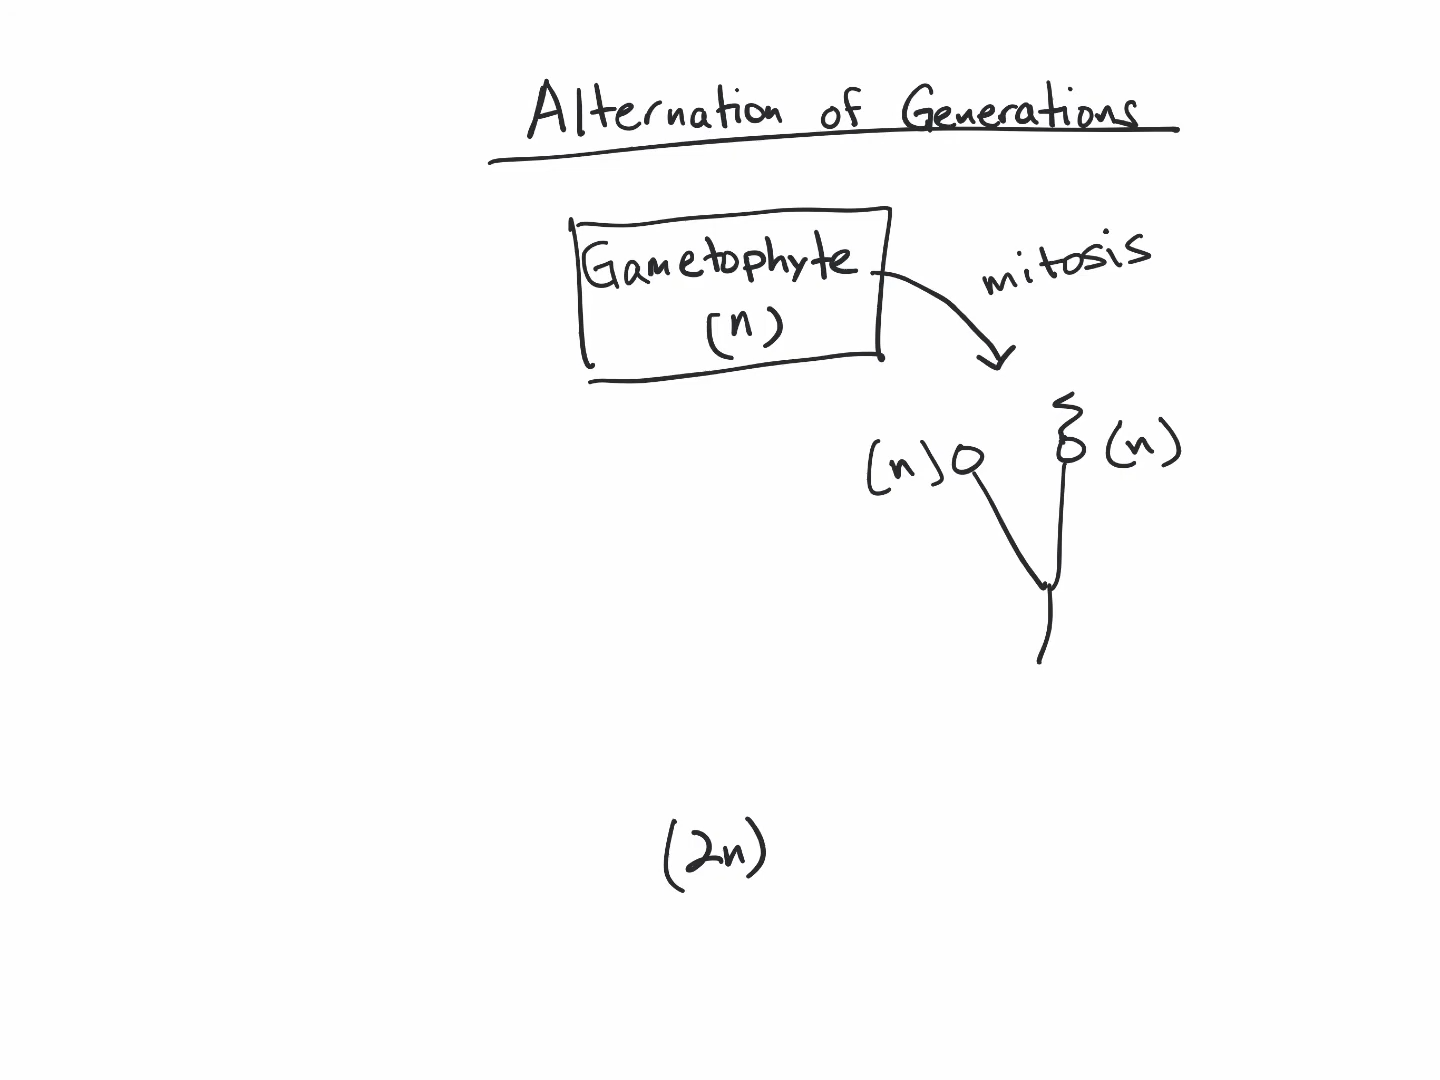 Alternation of Generations
Gametophyte
(n)
mitosis
(n)
(n)
(2n)